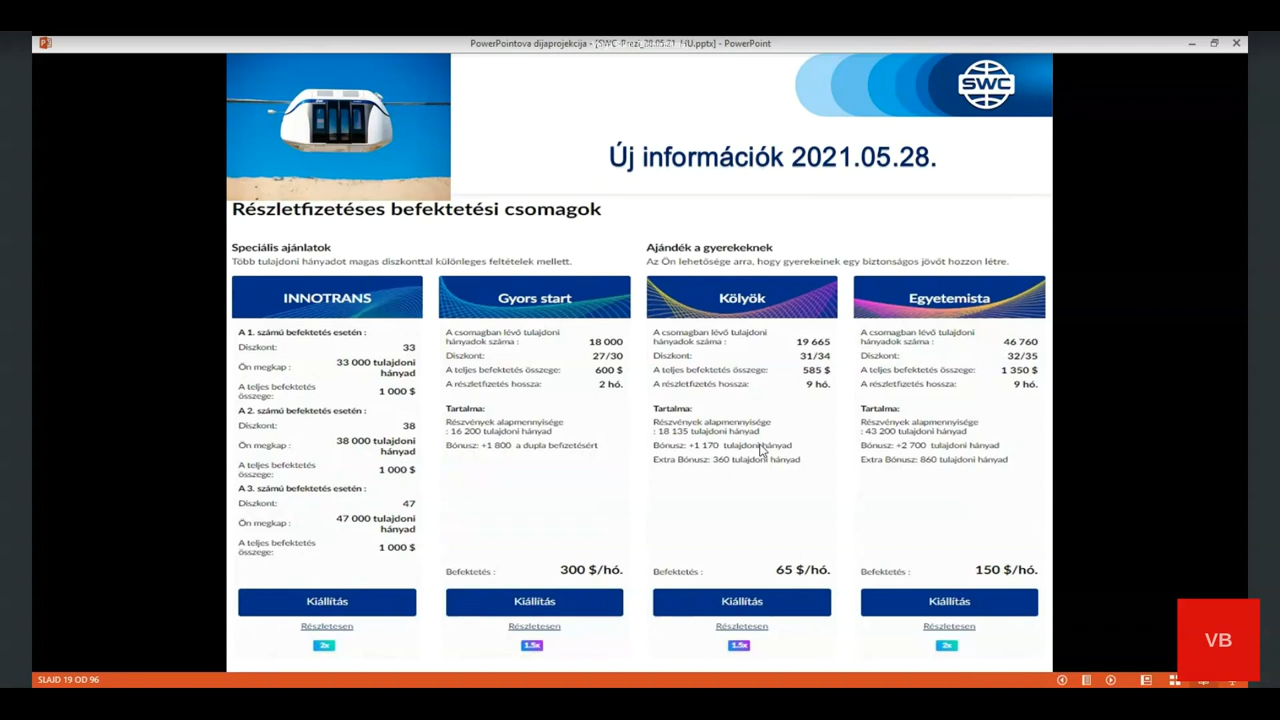 PowerPointova dijaprojekcija - [SWC-Prezi_28.05.21_HU.pptx] - PowerPoint
SWC
Új információk 2021.05.28.
Részletfizetéses befektetési csomagok
Speciális ajánlatok
Több tulajdoni hányadot magas diszkonttal különleges feltételek mellett.
Ajándék a gyerekeknek
Az Ön lehetősége arra, hogy gyerekeinek egy biztonságos jövőt hozzon létre.
INNOTRANS
A 1. számú befektetés esetén :
Diszkont: 33
Ön megkap : 33 000 tulajdoni
hányad
A teljes befektetés
összege: 1 000 $
A 2. számú befektetés esetén :
Diszkont: 38
Ön megkap : 38 000 tulajdoni
hányad
A teljes befektetés
összege: 1 000 $
A 3. számú befektetés esetén :
Diszkont: 47
Ön megkap : 47 000 tulajdoni
hányad
A teljes befektetés
összege: 1 000 $
Kiállítás
Részletesen
2x
Gyors start
A csomagban lévő tulajdoni
hányadok száma : 18 000
Diszkont: 27/30
A teljes befektetés összege: 600 $
A részletfizetés hossza: 2 hó.
Tartalma:
Részvények alapmennyisége
: 16 200 tulajdoni hányad
Bónusz: +1 800 a dupla befizetésért
Befektetés : 300 $/hó.
Kiállítás
Részletesen
1.5x
Kölyök
A csomagban lévő tulajdoni
hányadok száma : 19 665
Diszkont: 31/34
A teljes befektetés összege: 585 $
A részletfizetés hossza: 9 hó.
Tartalma:
Részvények alapmennyisége
: 18 135 tulajdoni hányad
Bónusz: +1 170 tulajdoni hányad
Extra Bónusz: 360 tulajdoni hányad
Befektetés : 65 $/hó.
Kiállítás
Részletesen
1.5x
Egyetemista
A csomagban lévő tulajdoni
hányadok száma : 46 760
Diszkont: 32/35
A teljes befektetés összege: 1 350 $
A részletfizetés hossza: 9 hó.
Tartalma:
Részvények alapmennyisége
: 43 200 tulajdoni hányad
Bónusz: +2 700 tulajdoni hányad
Extra Bónusz: 860 tulajdoni hányad
Befektetés : 150 $/hó.
Kiállítás
Részletesen
2x
VB
SLAJD 19 OD 96